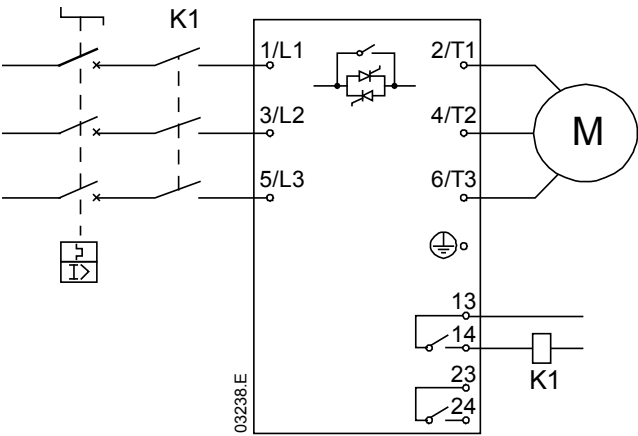 K1
1/L1
2/T1
3/L2
4/T2
M
5/L3
6/T3
I>
13
14
K1
23
24
03238.E